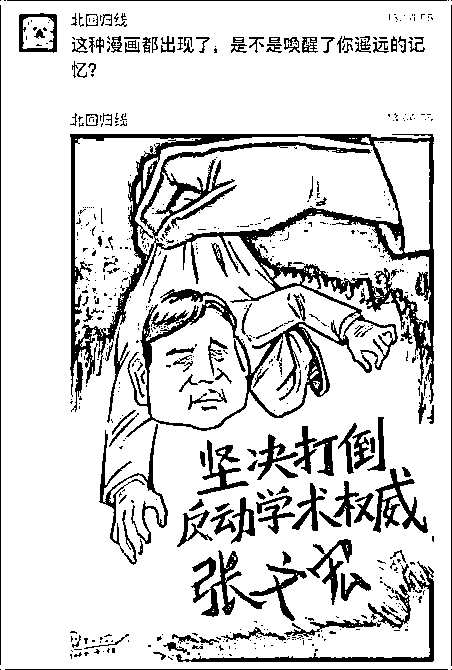 北回归线
这种漫画都出现了，是不是唤醒了你遥远的记
忆？
北回归线
坚决打倒
反动学术权威
张千宏